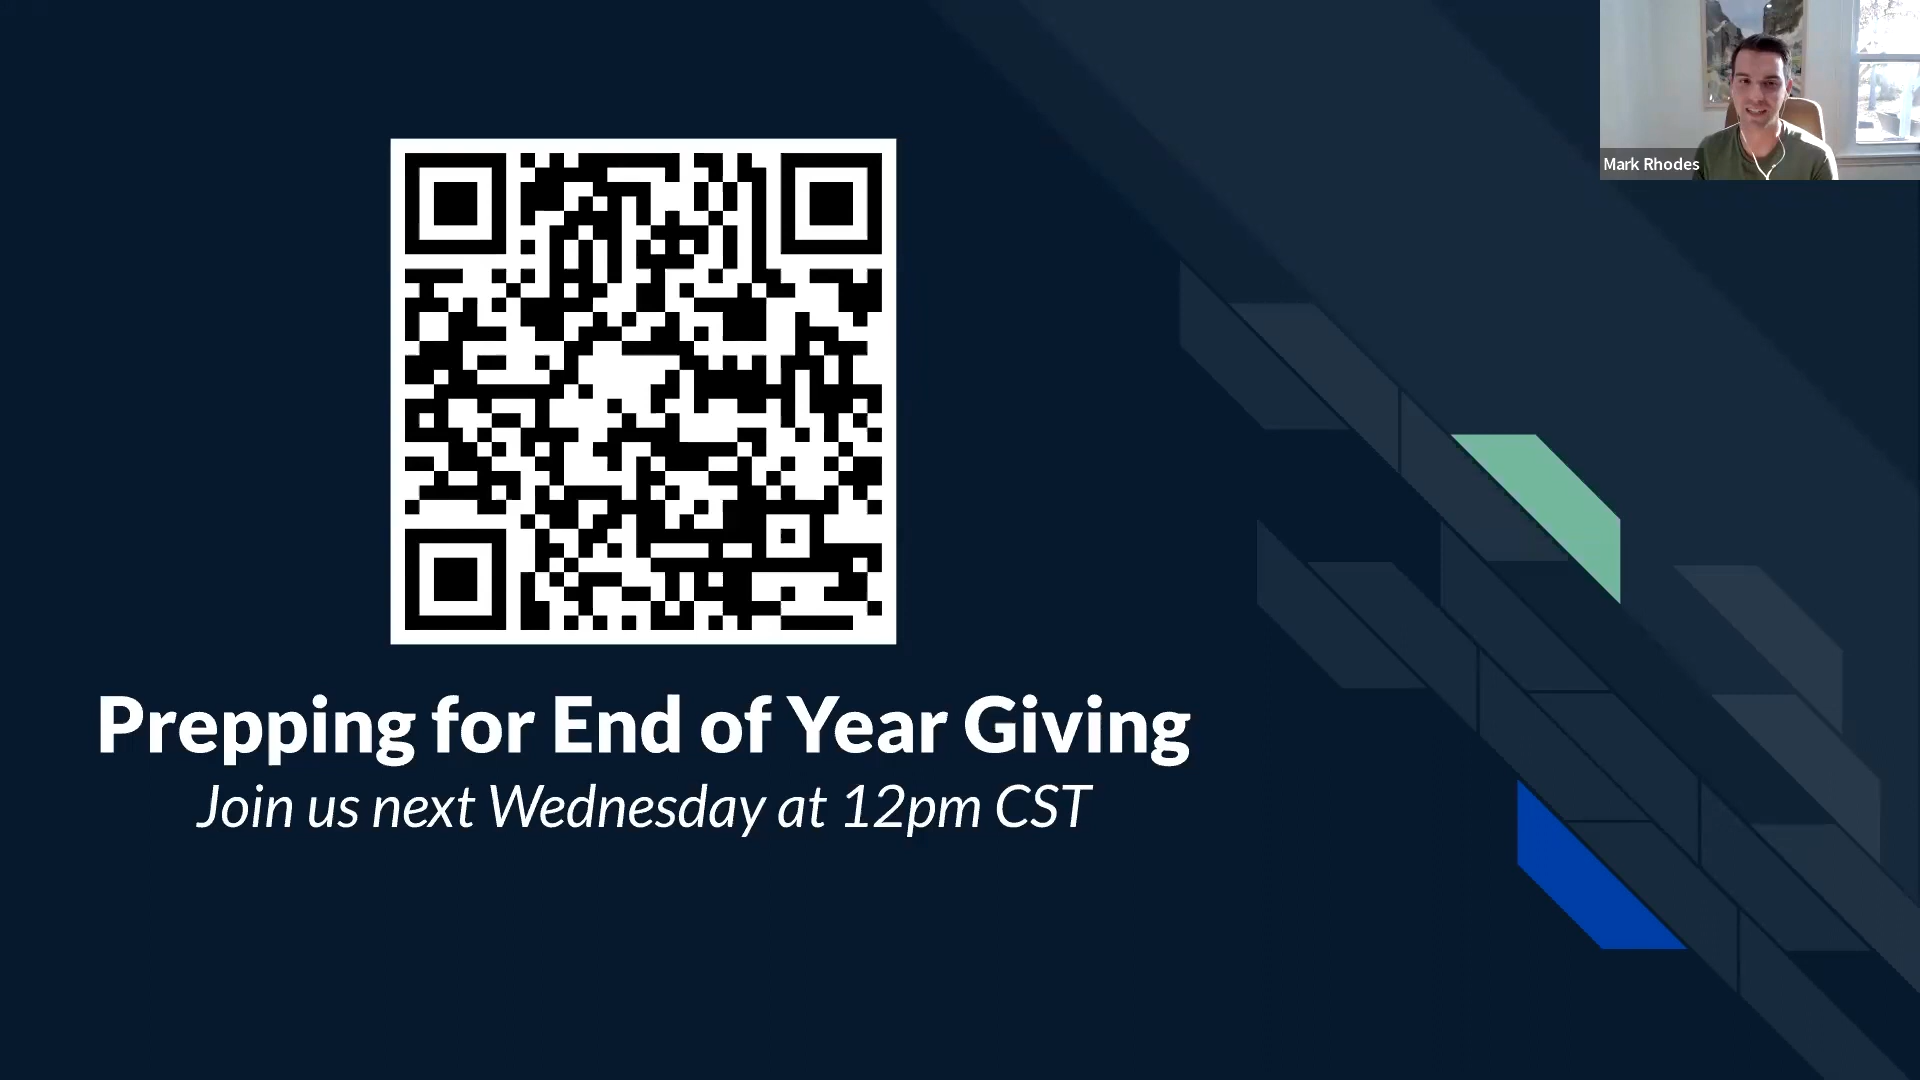 Mark Rhodes
Prepping for End of Year Giving
Join us next Wednesday at 12pm CST